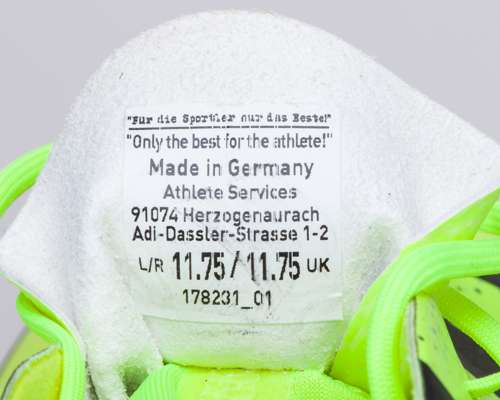 "Für die Sportler nur das Beste!"
"Only the best for the athlete!"
Made in Germany
Athlete Services
91074 Herzogenaurach
Adi-Dassler-Strasse 1-2
L/R 11.75/11.75 UK
178231_01